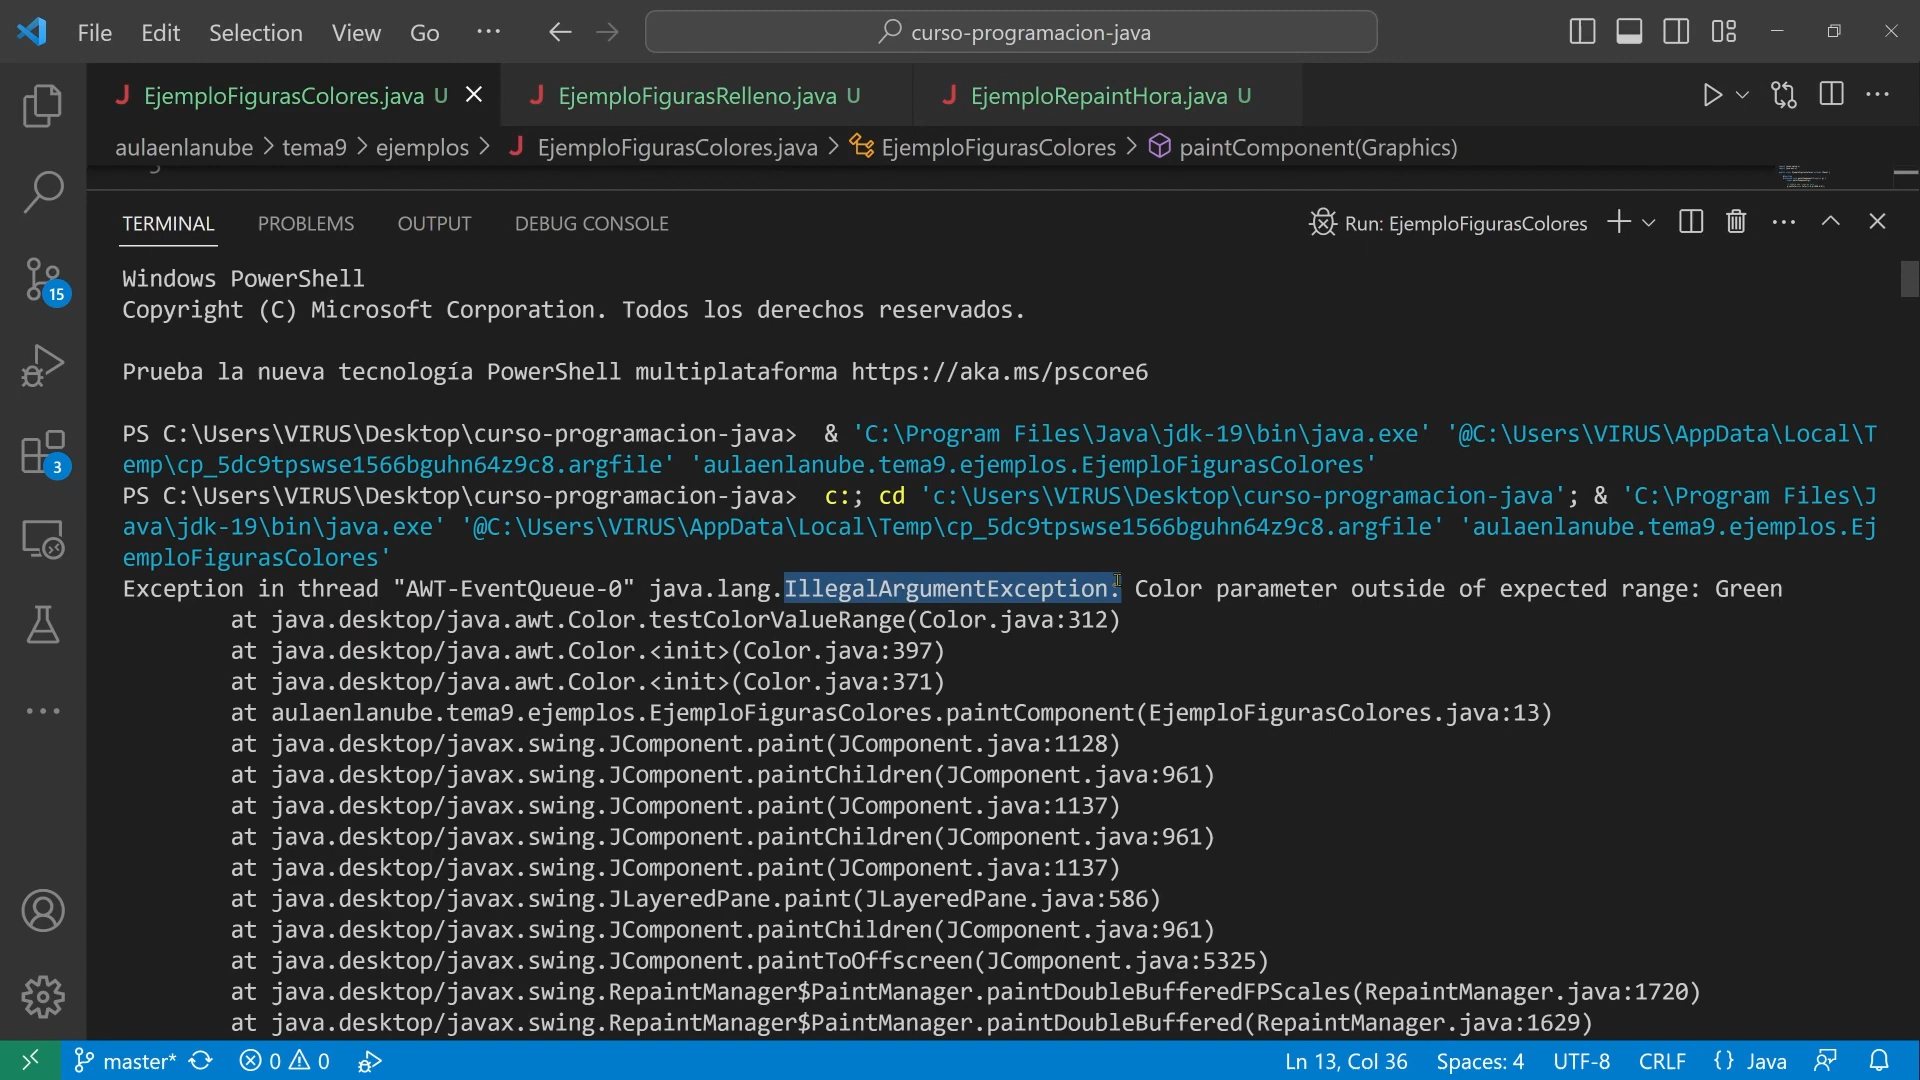 File Edit Selection View Go ··· curso-programacion-java
EjemploFigurasColores.java U EjemploFigurasRelleno.java U EjemploRepaintHora.java U
aulaenlanube > tema9 > ejemplos > EjemploFigurasColores.java > EjemploFigurasColores > paintComponent(Graphics)
TERMINAL PROBLEMS OUTPUT DEBUG CONSOLE Run: EjemploFigurasColores
Windows PowerShell
Copyright (C) Microsoft Corporation. Todos los derechos reservados.
Prueba la nueva tecnología PowerShell multiplataforma https://aka.ms/pscore6
PS C:\Users\VIRUS\Desktop\curso-programacion-java>  & 'C:\Program Files\Java\jdk-19\bin\java.exe' '@C:\Users\VIRUS\AppData\Local\T
emp\cp_5dc9tpswse1566bguhn64z9c8.argfile' 'aulaenlanube.tema9.ejemplos.EjemploFigurasColores'
PS C:\Users\VIRUS\Desktop\curso-programacion-java>  c:; cd 'c:\Users\VIRUS\Desktop\curso-programacion-java'; & 'C:\Program Files\J
ava\jdk-19\bin\java.exe' '@C:\Users\VIRUS\AppData\Local\Temp\cp_5dc9tpswse1566bguhn64z9c8.argfile' 'aulaenlanube.tema9.ejemplos.Ej
emploFigurasColores'
Exception in thread "AWT-EventQueue-0" java.lang.IllegalArgumentException: Color parameter outside of expected range: Green
at java.desktop/java.awt.Color.testColorValueRange(Color.java:312)
at java.desktop/java.awt.Color.<init>(Color.java:397)
at java.desktop/java.awt.Color.<init>(Color.java:371)
at aulaenlanube.tema9.ejemplos.EjemploFigurasColores.paintComponent(EjemploFigurasColores.java:13)
at java.desktop/javax.swing.JComponent.paint(JComponent.java:1128)
at java.desktop/javax.swing.JComponent.paintChildren(JComponent.java:961)
at java.desktop/javax.swing.JComponent.paint(JComponent.java:1137)
at java.desktop/javax.swing.JComponent.paintChildren(JComponent.java:961)
at java.desktop/javax.swing.JComponent.paint(JComponent.java:1137)
at java.desktop/javax.swing.JLayeredPane.paint(JLayeredPane.java:586)
at java.desktop/javax.swing.JComponent.paintChildren(JComponent.java:961)
at java.desktop/javax.swing.JComponent.paintToOffscreen(JComponent.java:5325)
at java.desktop/javax.swing.RepaintManager$PaintManager.paintDoubleBufferedFPScales(RepaintManager.java:1720)
at java.desktop/javax.swing.RepaintManager$PaintManager.paintDoubleBuffered(RepaintManager.java:1629)
15
3
master* 0 0 Ln 13, Col 36 Spaces: 4 UTF-8 CRLF {} Java